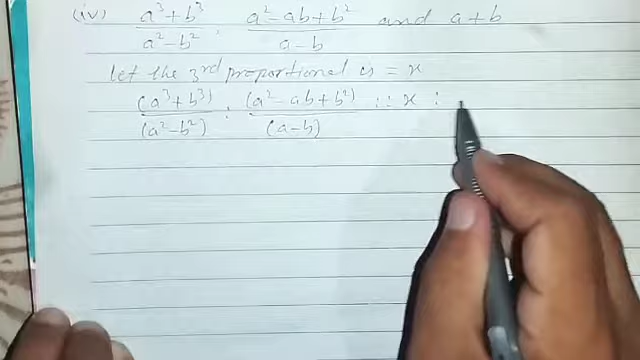 (iv) a³+b³/a²-b², a²-ab+b²/a-b and a+b
let the 3rd proportional is = x
(a³+b³)/(a²-b²) : (a²-ab+b²)/(a-b) :: x :